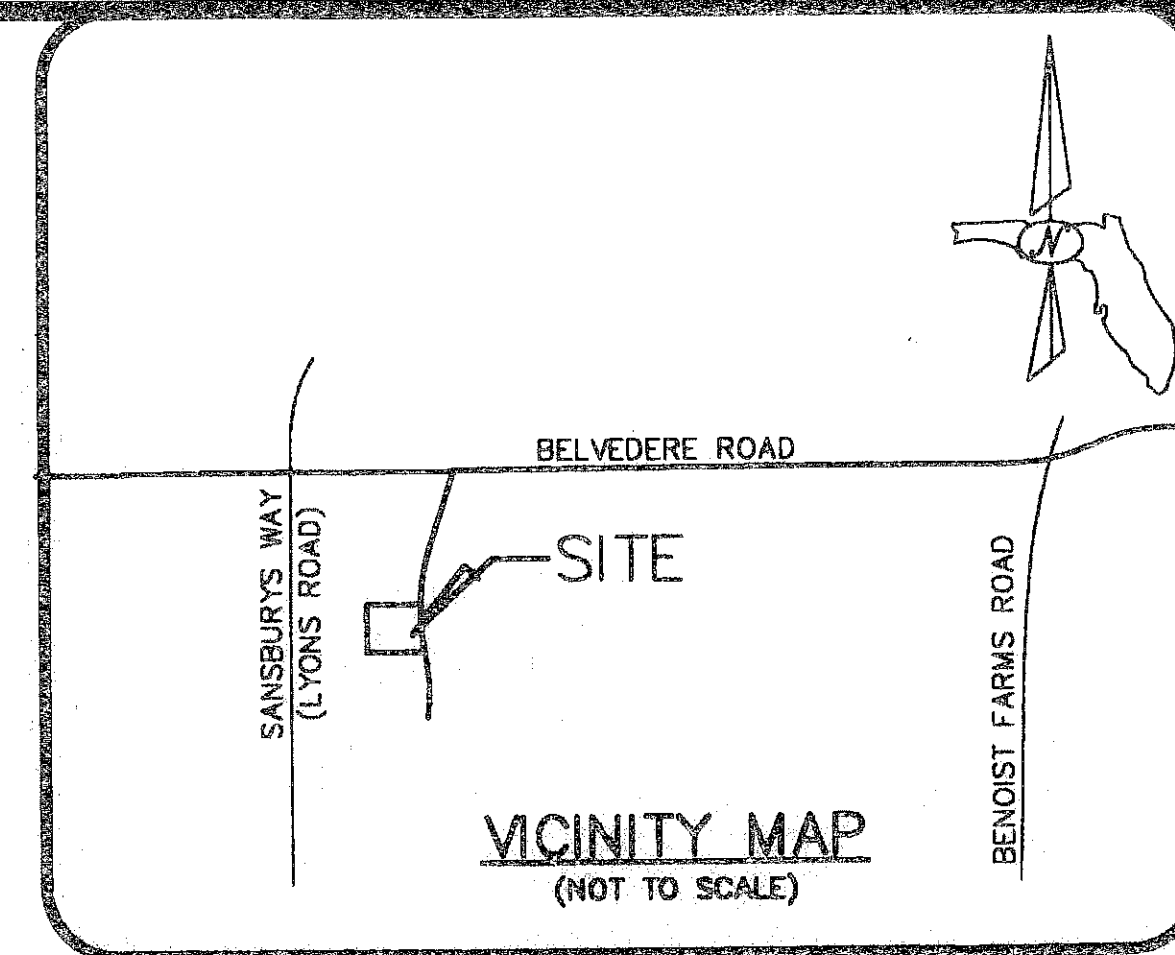 N
BELVEDERE ROAD
SANSBURYS WAY
(LYONS ROAD)
SITE
BENOIST FARMS ROAD
VICINITY MAP
(NOT TO SCALE)